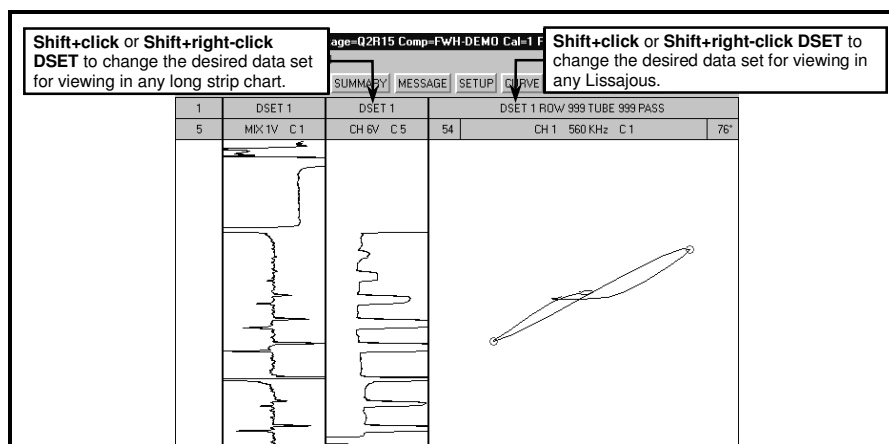 Shift+click or Shift+right-click
DSET to change the desired data set
for viewing in any long strip chart.
age=Q2R15 Comp=FWH-DEMO Cal=1
Shift+click or Shift+right-click DSET to
change the desired data set for viewing in
any Lissajous.
SUMMARY MESSAGE SETUP CURVE
1 DSET 1 DSET 1 DSET 1 ROW 999 TUBE 999 PASS
5 MIX 1V C 1 CH 6V C 5 54 CH 1 560 KHz C 1 76°